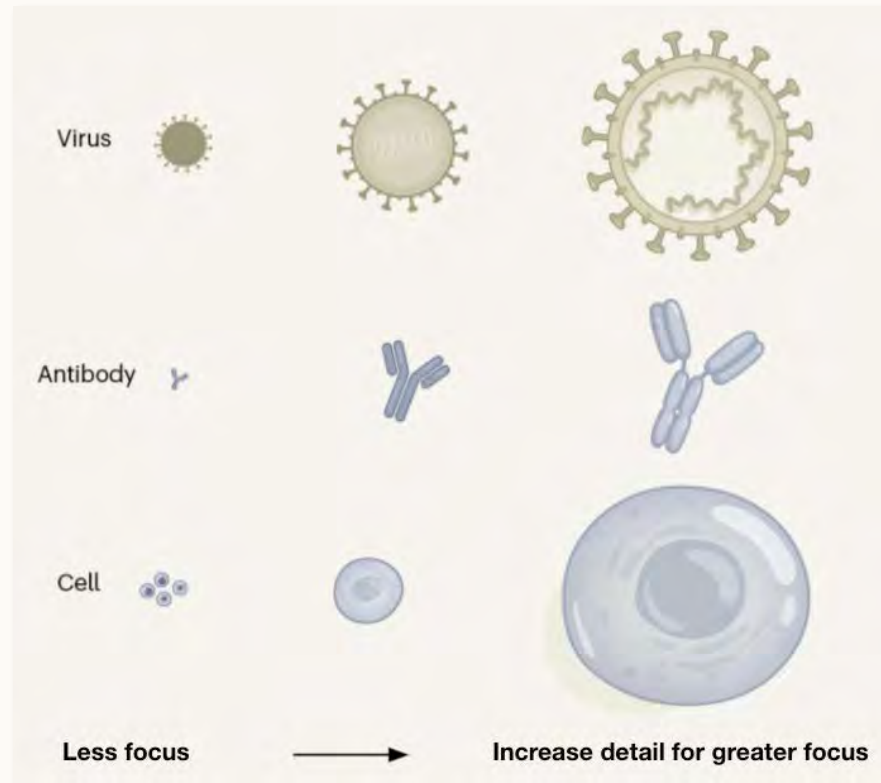 Virus
Antibody
Cell
Less focus
Increase detail for greater focus